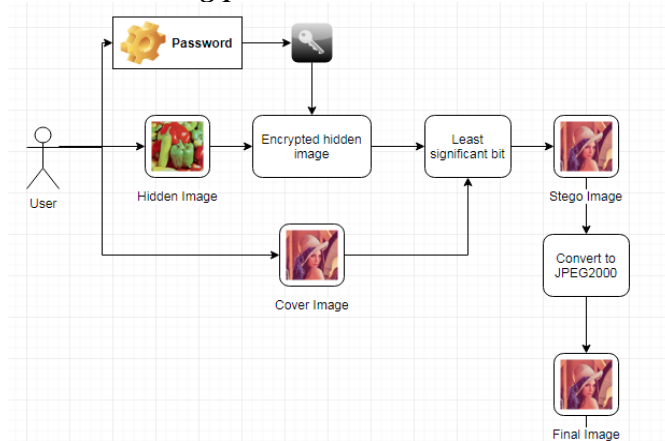 Password
Encrypted hidden
image
Least
significant bit
User
Hidden Image
Stego Image
Convert to
JPEG2000
Cover Image
Final Image